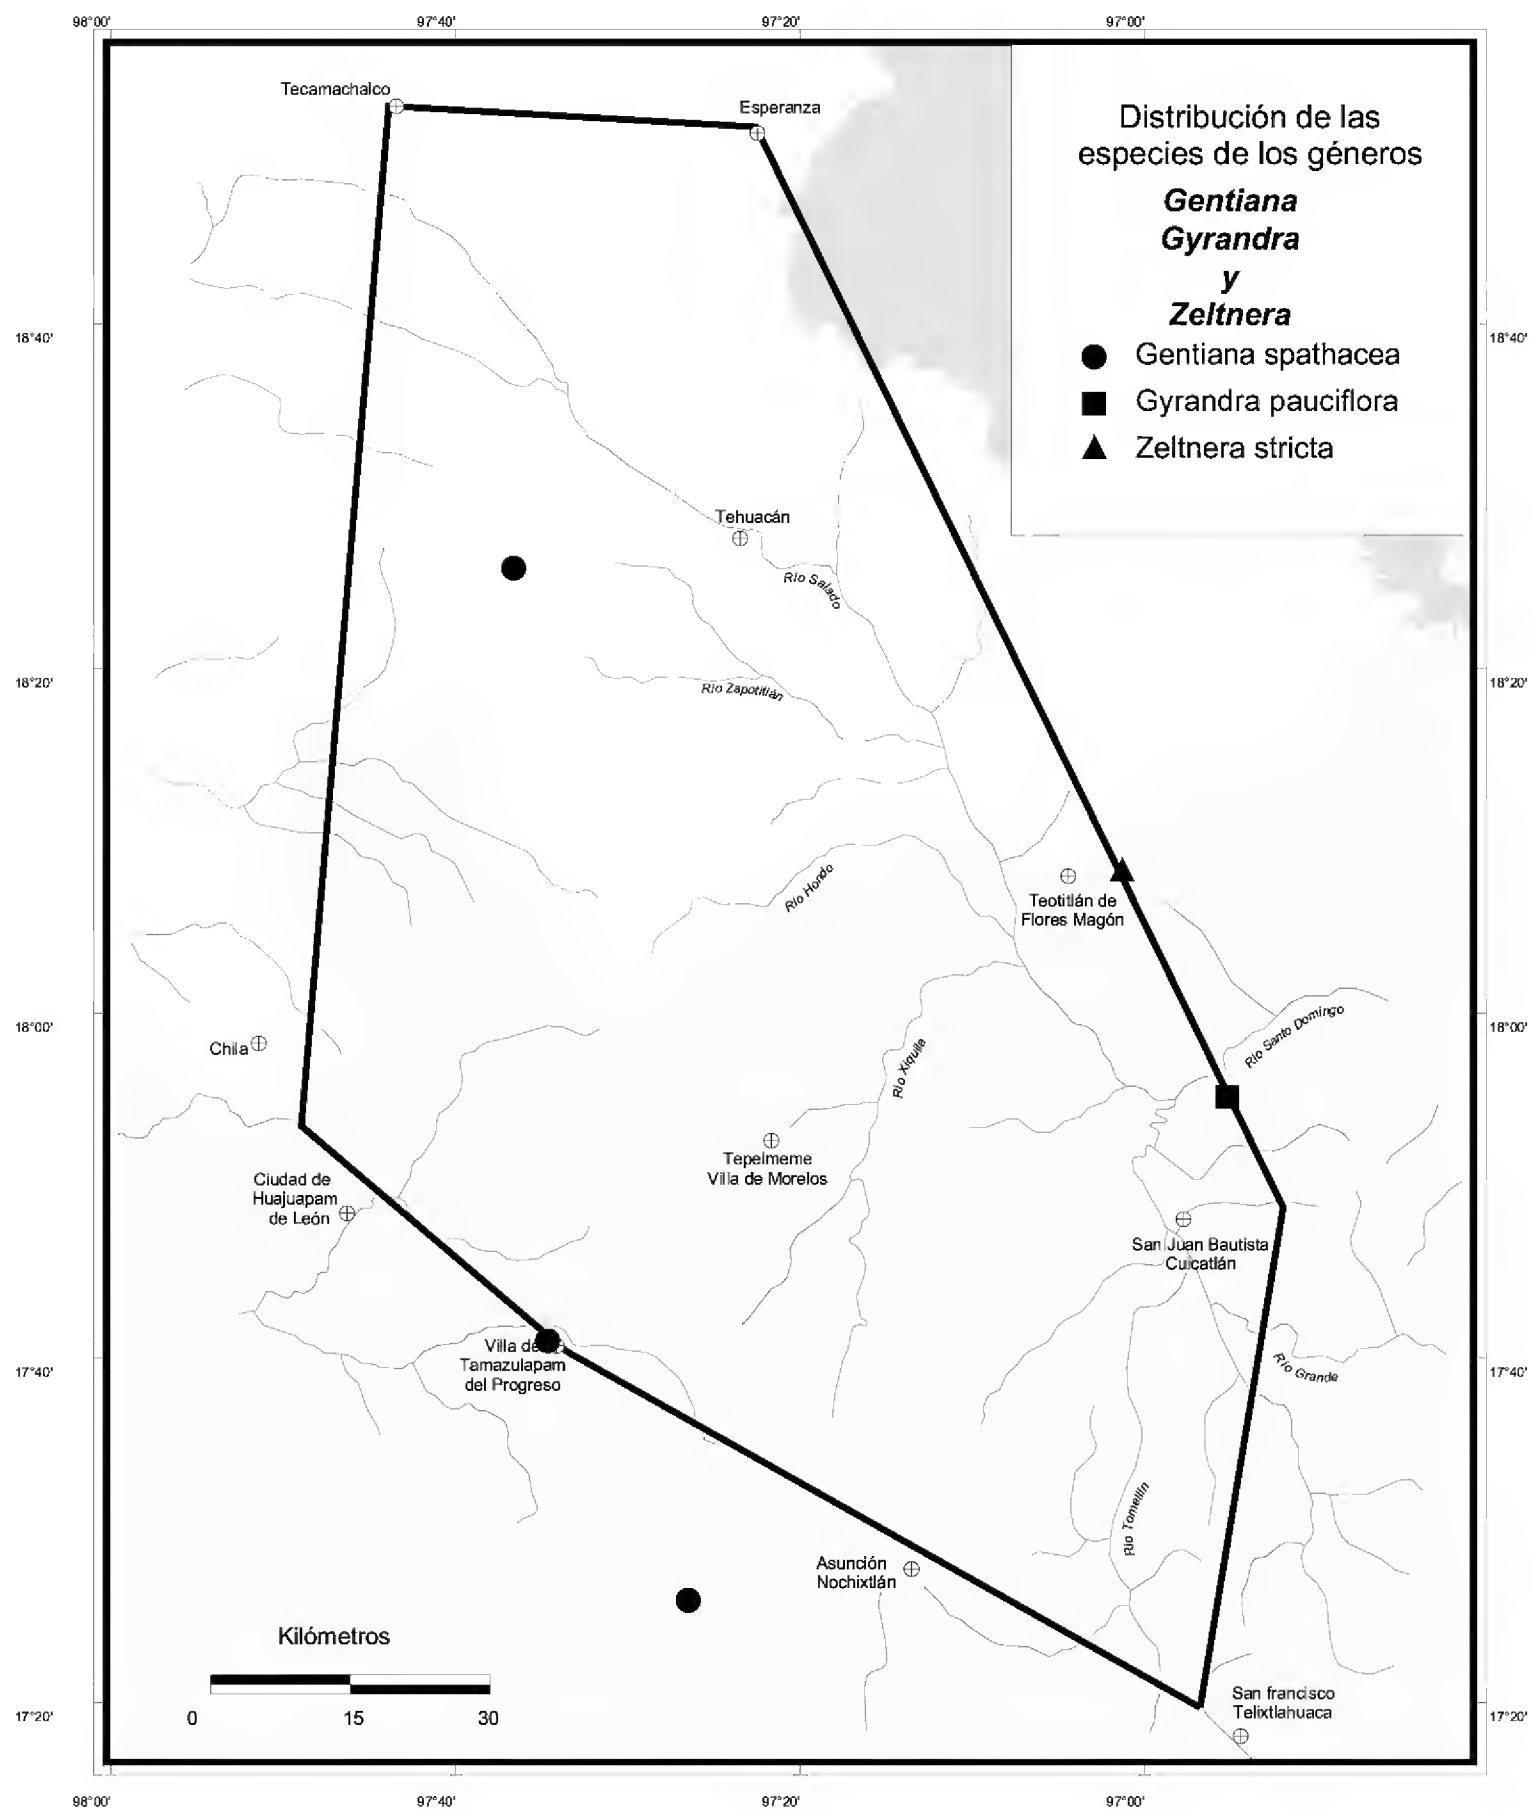 98°00'
97°40'
97°20'
97°00'
Tecamachalco
Esperanza
Distribución de las
especies de los géneros
Gentiana
Gyrandra
y
Zeltnera
Gentiana spathacea
Gyrandra pauciflora
Zeltnera stricta
18°40'
18°40'
Tehuacán
Río Salado
18°20'
18°20'
Río Zapotitlán
Río Hondo
Teotitlán de
Flores Magón
18°00'
18°00'
Río Santo Domingo
Chila
Río Xiquila
Tepelmeme
Villa de Morelos
Ciudad de
Huajuapam
de León
San Juan Bautista
Cuicatlán
Villa de
Tamazulapam
del Progreso
17°40'
17°40'
Río Grande
Río Tomellín
Asunción
Nochixtlán
Kilómetros
0
15
30
San francisco
Telixtlahuaca
17°20'
17°20'
98°00'
97°40'
97°20'
97°00'